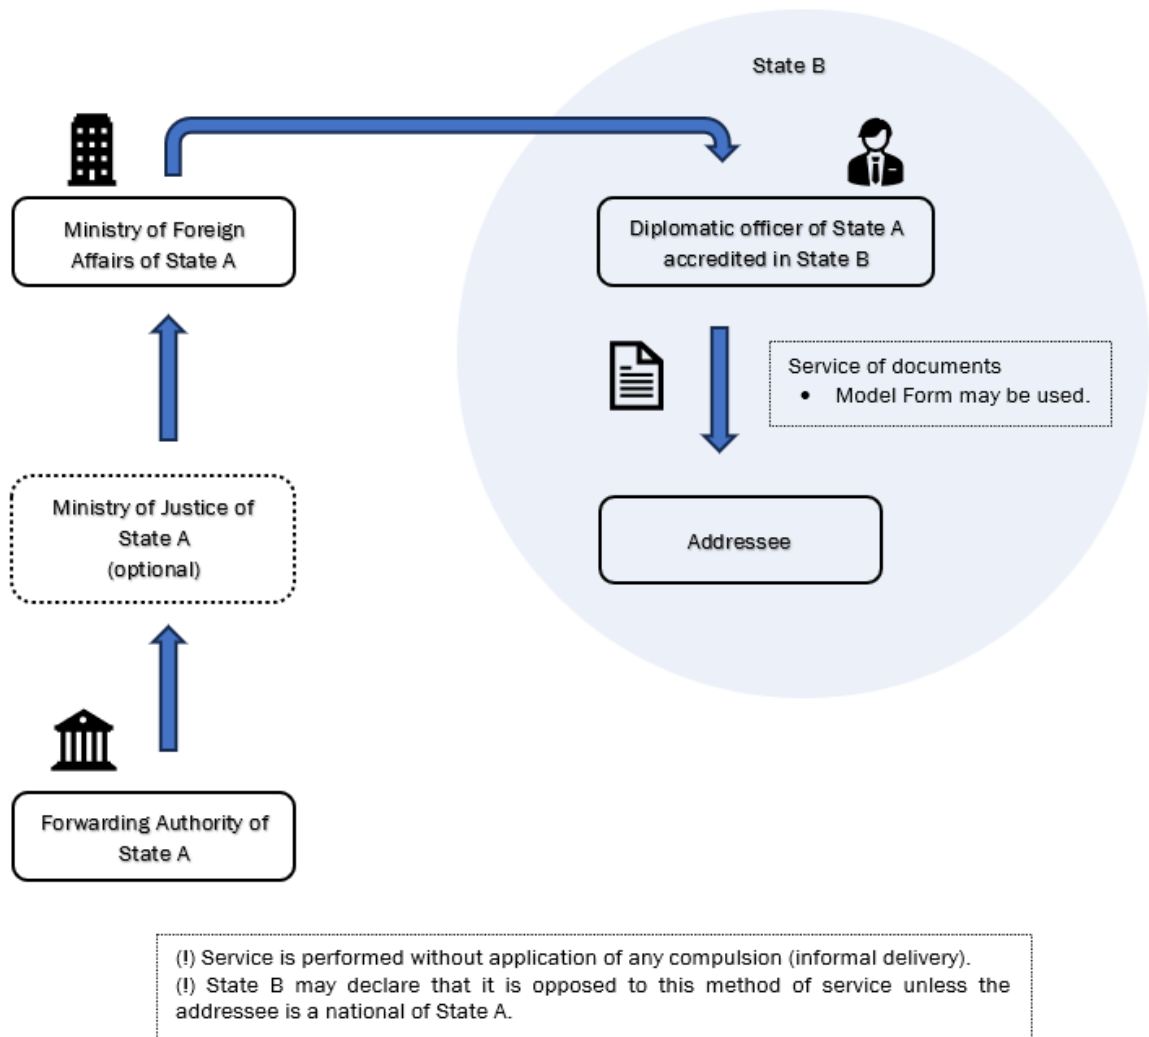 State B
Ministry of Foreign
Affairs of State A
Diplomatic officer of State A
accredited in State B
Service of documents
• Model Form may be used.
Ministry of Justice of
State A
(optional)
Addressee
Forwarding Authority of
State A
(!) Service is performed without application of any compulsion (informal delivery).
(!) State B may declare that it is opposed to this method of service unless the
addressee is a national of State A.